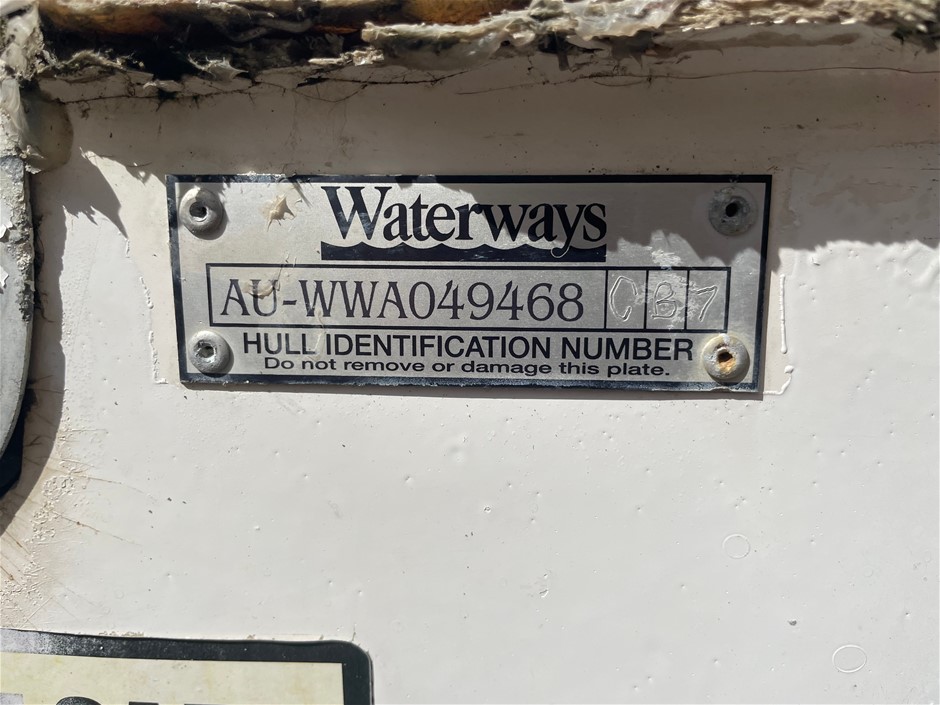 Waterways
AU-WWA049468 CB7
HULL IDENTIFICATION NUMBER
Do not remove or damage this plate.